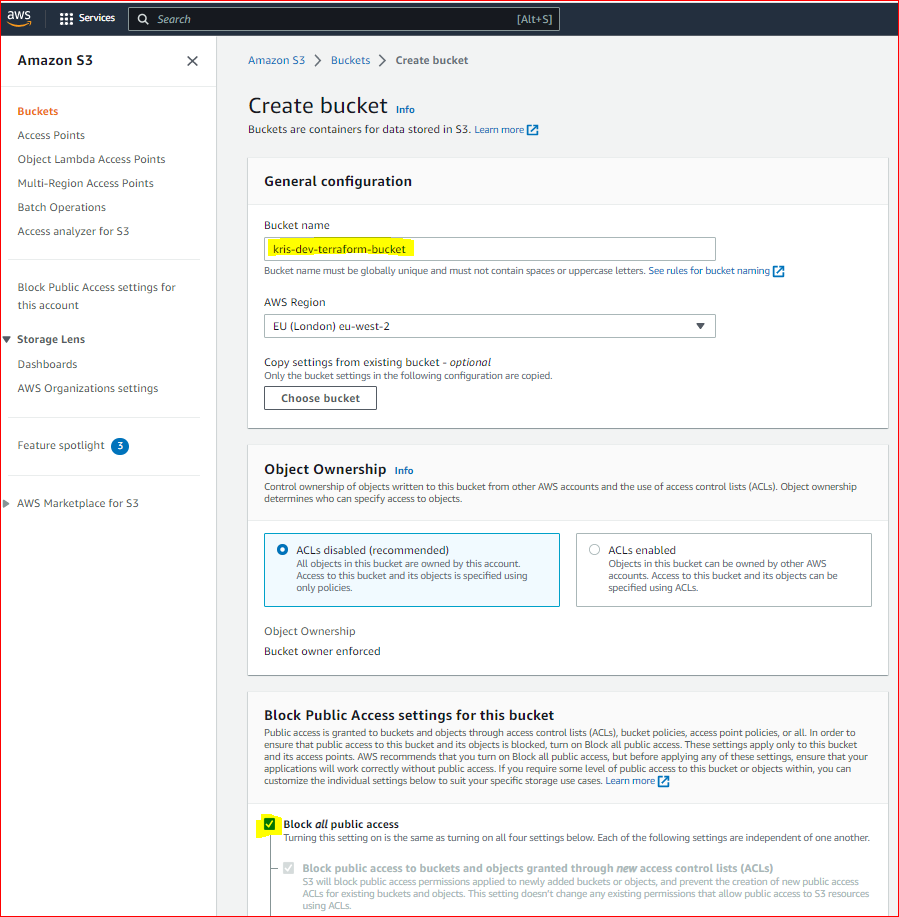 aws
Services
Search
[Alt+S]
Amazon S3
Buckets
Access Points
Object Lambda Access Points
Multi-Region Access Points
Batch Operations
Access analyzer for S3
Block Public Access settings for
this account
Storage Lens
Dashboards
AWS Organizations settings
Feature spotlight 3
AWS Marketplace for S3
Amazon S3 > Buckets > Create bucket
Create bucket Info
Buckets are containers for data stored in S3. Learn more
General configuration
Bucket name
kris-dev-terraform-bucket
Bucket name must be globally unique and must not contain spaces or uppercase letters. See rules for bucket naming
AWS Region
EU (London) eu-west-2
Copy settings from existing bucket - optional
Only the bucket settings in the following configuration are copied.
Choose bucket
Object Ownership Info
Control ownership of objects written to this bucket from other AWS accounts and the use of access control lists (ACLs). Object ownership
determines who can specify access to objects.
ACLs disabled (recommended)
All objects in this bucket are owned by this account.
Access to this bucket and its objects is specified using
only policies.
ACLs enabled
Objects in this bucket can be owned by other AWS
accounts. Access to this bucket and its objects can be
specified using ACLs.
Object Ownership
Bucket owner enforced
Block Public Access settings for this bucket
Public access is granted to buckets and objects through access control lists (ACLs), bucket policies, access point policies, or all. In order to
ensure that public access to this bucket and its objects is blocked, turn on Block all public access. These settings apply only to this bucket
and its access points. AWS recommends that you turn on Block all public access, but before applying any of these settings, ensure that your
applications will work correctly without public access. If you require some level of public access to this bucket or objects within, you can
customize the individual settings below to suit your specific storage use cases. Learn more
Block all public access
Turning this setting on is the same as turning on all four settings below. Each of the following settings are independent of one another.
Block public access to buckets and objects granted through new access control lists (ACLs)
S3 will block public access permissions applied to newly added buckets or objects, and prevent the creation of new public access
ACLs for existing buckets and objects. This setting doesn't change any existing permissions that allow public access to S3 resources
using ACLs.